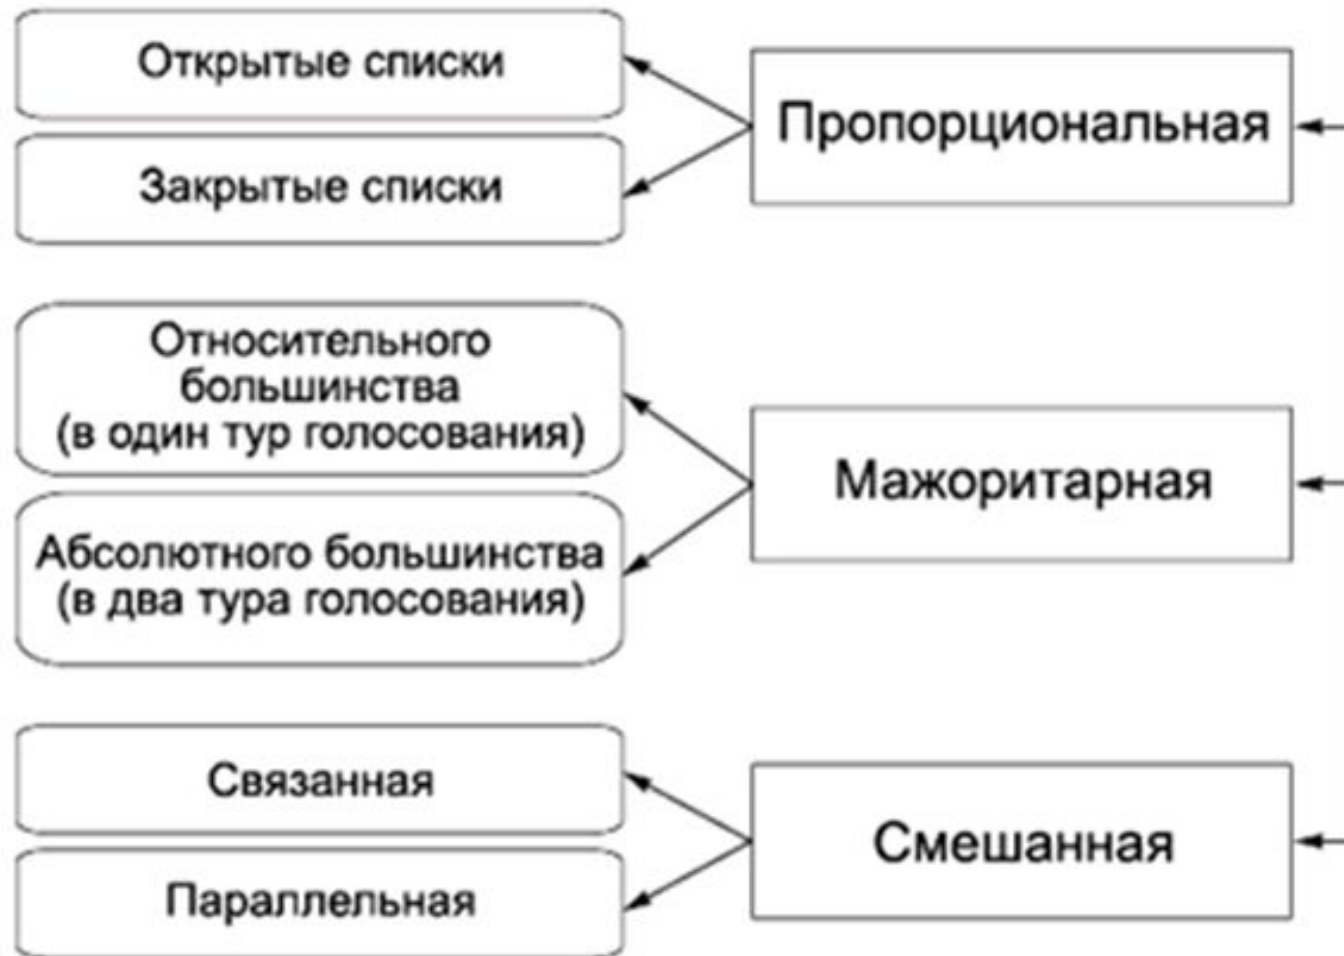 Открытые списки
Закрытые списки
Пропорциональная
Относительного
большинства
(в один тур голосования)
Абсолютного большинства
(в два тура голосования)
Мажоритарная
Связанная
Параллельная
Смешанная